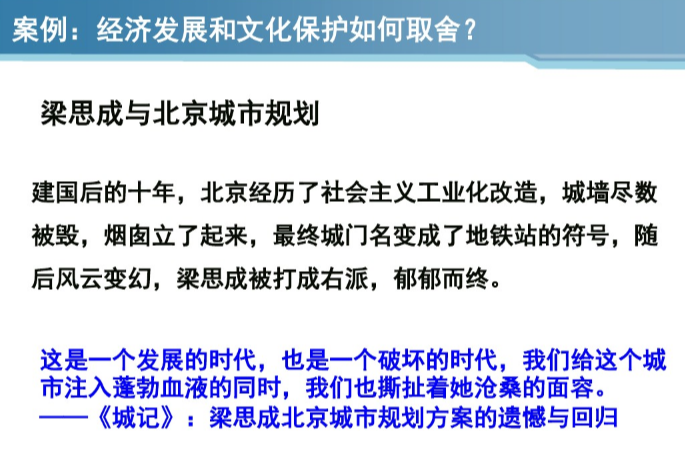 案例：经济发展和文化保护如何取舍？
梁思成与北京城市规划
建国后的十年，北京经历了社会主义工业化改造，城墙尽数
被毁，烟囱立了起来，最终城门名变成了地铁站的符号，随
后风云变幻，梁思成被打成右派，郁郁而终。
这是一个发展的时代，也是一个破坏的时代，我们给这个城
市注入蓬勃血液的同时，我们也撕扯着她沧桑的面容。
——《城记》：梁思成北京城市规划方案的遗憾与回归